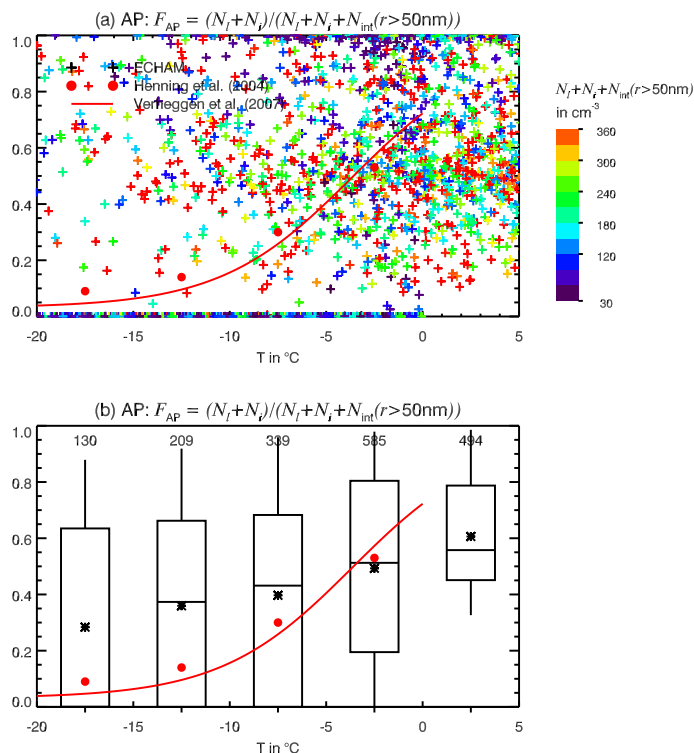 (a) AP: F_AP = (N_l+N_i)/(N_l+N_i+N_int(r>50nm))
1.0
0.8
0.6
0.4
0.2
0.0
ECHAM
Henning et al. (2004)
Verheggen et al. (2007)
-20 -15 -10 -5 0 5
T in °C
N_l+N_i+N_int(r>50nm)
in cm⁻³
360
300
240
180
120
30
(b) AP: F_AP = (N_l+N_i)/(N_l+N_i+N_int(r>50nm))
1.0
0.8
0.6
0.4
0.2
0.0
130 209 339 585 494
-20 -15 -10 -5 0 5
T in °C